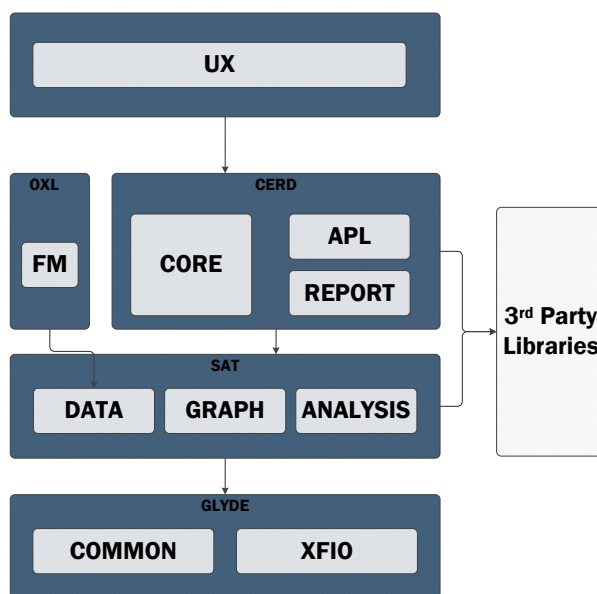 UX
OXL
CERD
FM
CORE
APL
REPORT
3rd Party
Libraries
SAT
DATA
GRAPH
ANALYSIS
GLYDE
COMMON
XFIO